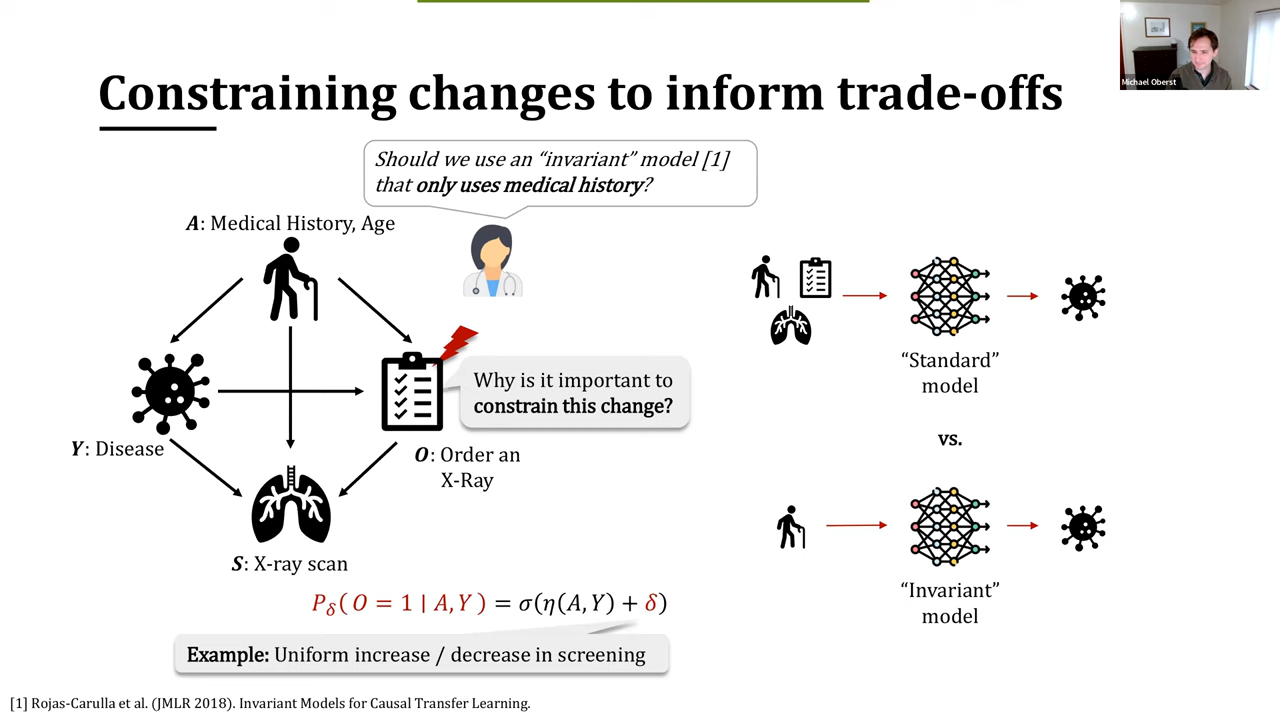 Michael Oberst
Constraining changes to inform trade-offs
Should we use an “invariant” model [1]
that only uses medical history?
A: Medical History, Age
Why is it important to
constrain this change?
Y: Disease
O: Order an
X-Ray
S: X-ray scan
P_δ( O = 1 | A, Y ) = σ(η(A, Y) + δ)
Example: Uniform increase / decrease in screening
“Standard”
model
vs.
“Invariant”
model
[1] Rojas-Carulla et al. (JMLR 2018). Invariant Models for Causal Transfer Learning.